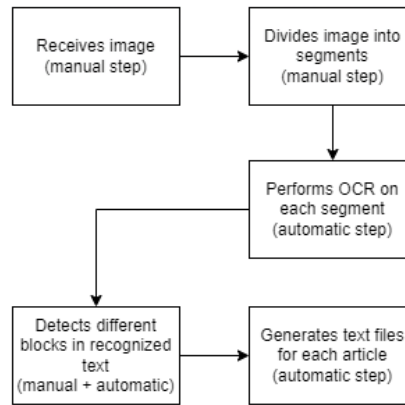 Receives image
(manual step)
Divides image into
segments
(manual step)
Performs OCR on
each segment
(automatic step)
Detects different
blocks in recognized
text
(manual + automatic)
Generates text files
for each article
(automatic step)